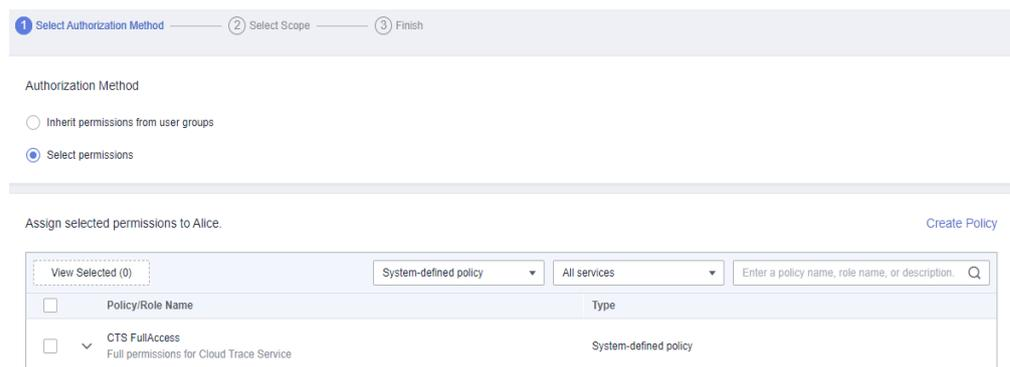 1 Select Authorization Method 2 Select Scope 3 Finish
Authorization Method
Inherit permissions from user groups
Select permissions
Assign selected permissions to Alice. Create Policy
View Selected (0) System-defined policy All services Enter a policy name, role name, or description.
Policy/Role Name Type
CTS FullAccess
Full permissions for Cloud Trace Service
System-defined policy